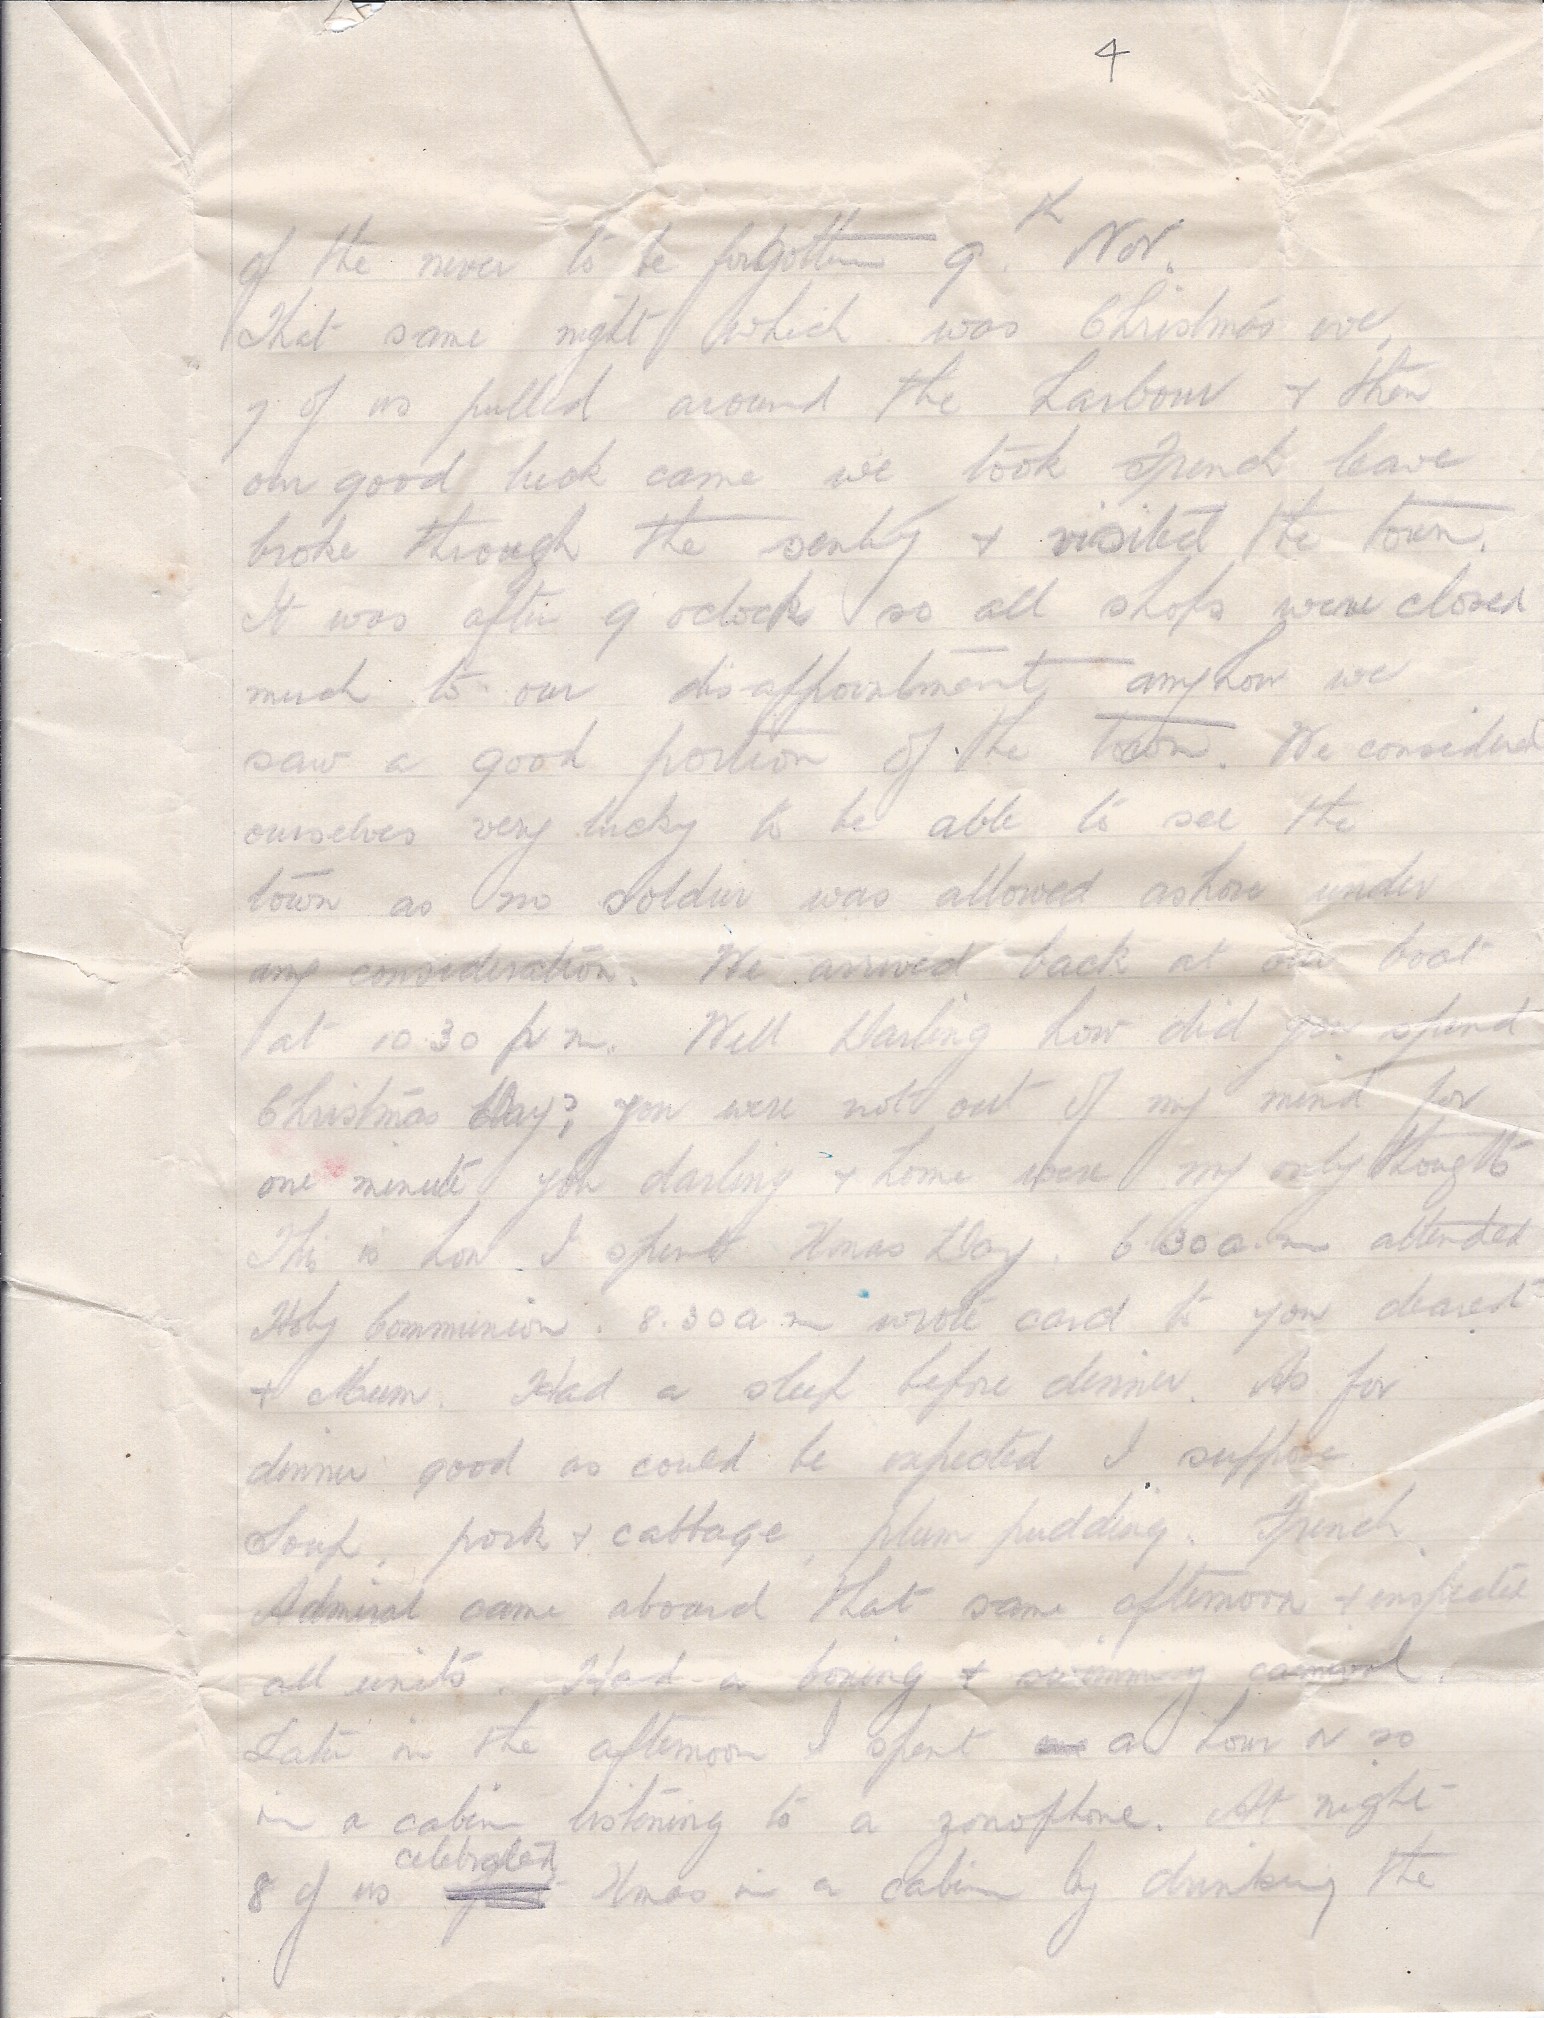 4
of the never to be forgotten 9th Nov.
That same night which was Christmas eve,
7 of us pulled around the Harbour + then
our good luck came we took French leave
broke through the sentry + visited the town.
It was after 9 oclock so all shops were closed
much to our dis-appointment anyhow we
saw a good portion of the town. We considered
ourselves very lucky to be able to see the
town as no soldier was allowed ashore under
any consideration. We arrived back at our boat
at 10.30 p.m. Well Darling how did you spend
Christmas Day? you were not out of my mind for
one minute you darling + home were my only thoughts
This is how I spent Xmas Day. 6 30 a.m attended
Holy Communion. 8.30 a m wrote card to you dearest
+ Mum. Had a sleep before dinner. As for
dinner good as could be expected I suppose.
Soup, pork + cabbage, plum pudding. French
Admiral came aboard that same afternoon + inspected
all units. Had a boxing + swimming carnival.
Later in the afternoon I spent an hour or so
in a cabin listening to a zonophone. At night
8 of us celebrated Xmas in a cabin by drinking the